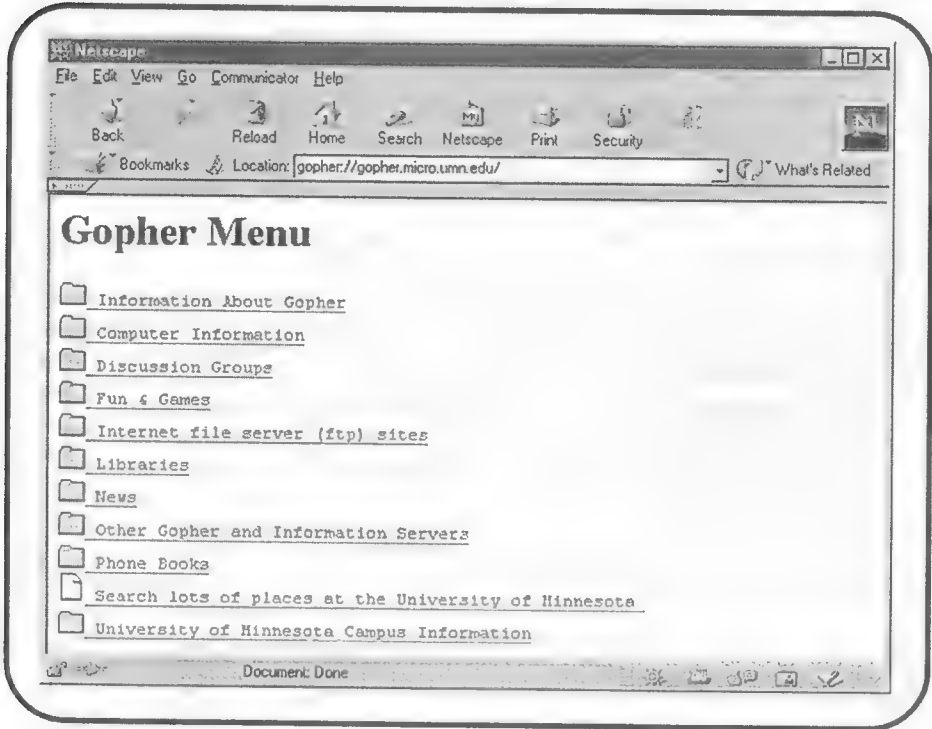 Netscape
File Edit View Go Communicator Help
Back Reload Home Search Netscape Print Security
Bookmarks Location: gopher://gopher.micro.umn.edu/ What's Related
Gopher Menu
Information About Gopher
Computer Information
Discussion Groups
Fun & Games
Internet file server (ftp) sites
Libraries
News
Other Gopher and Information Servers
Phone Books
Search lots of places at the University of Minnesota
University of Minnesota Campus Information
Document: Done